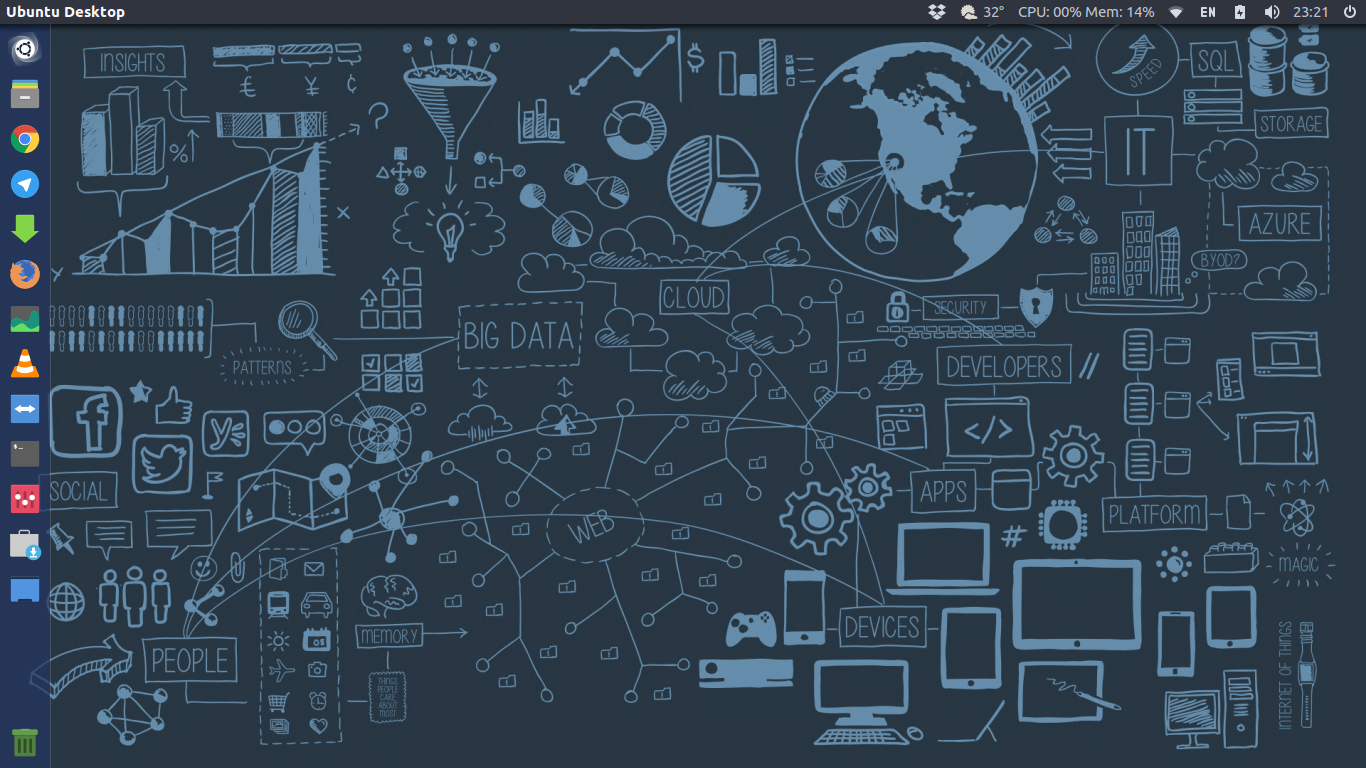 Ubuntu Desktop
32°
CPU: 00% Mem: 14%
EN
23:21
INSIGHTS
€
¥
¢
%
?
$
SPEED
SQL
STORAGE
IT
AZURE
BYOD?
CLOUD
BIG DATA
SECURITY
DEVELOPERS //
PATTERNS
</>
SOCIAL
APPS
PLATFORM
WEB
#
MAGIC
MEMORY
DEVICES
PEOPLE
THINGS
PEOPLE
CARE
ABOUT
MOST
INTERNET OF THINGS